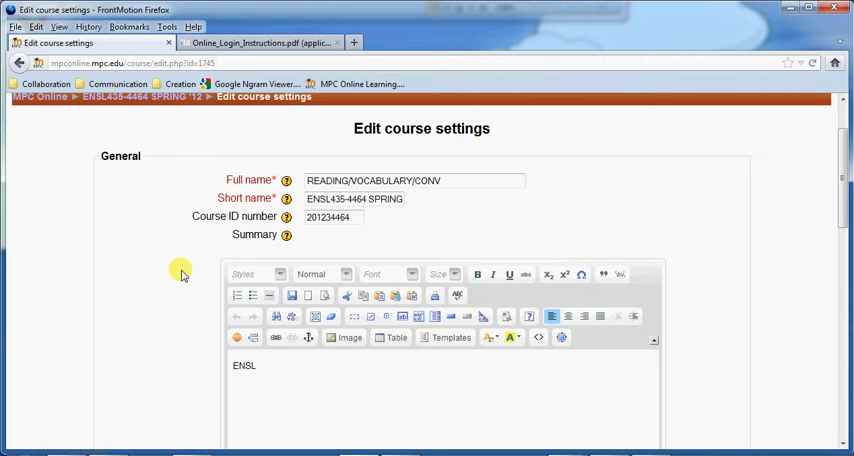 Edit course settings - FrontMotion Firefox
File Edit View History Bookmarks Tools Help
Edit course settings × Online_Login_Instructions.pdf (applic... × +
mpconline.mpc.edu/course/edit.php?id=1745
Collaboration Communication Creation Google Ngram Viewer.... MPC Online Learning....
MPC Online ► ENSL435-4464 SPRING '12 ► Edit course settings
Edit course settings
General
Full name* READING/VOCABULARY/CONV
Short name* ENSL435-4464 SPRING
Course ID number 201234464
Summary
Styles Normal Font Size B I U abc X₂ X²
Image Table Templates
ENSL